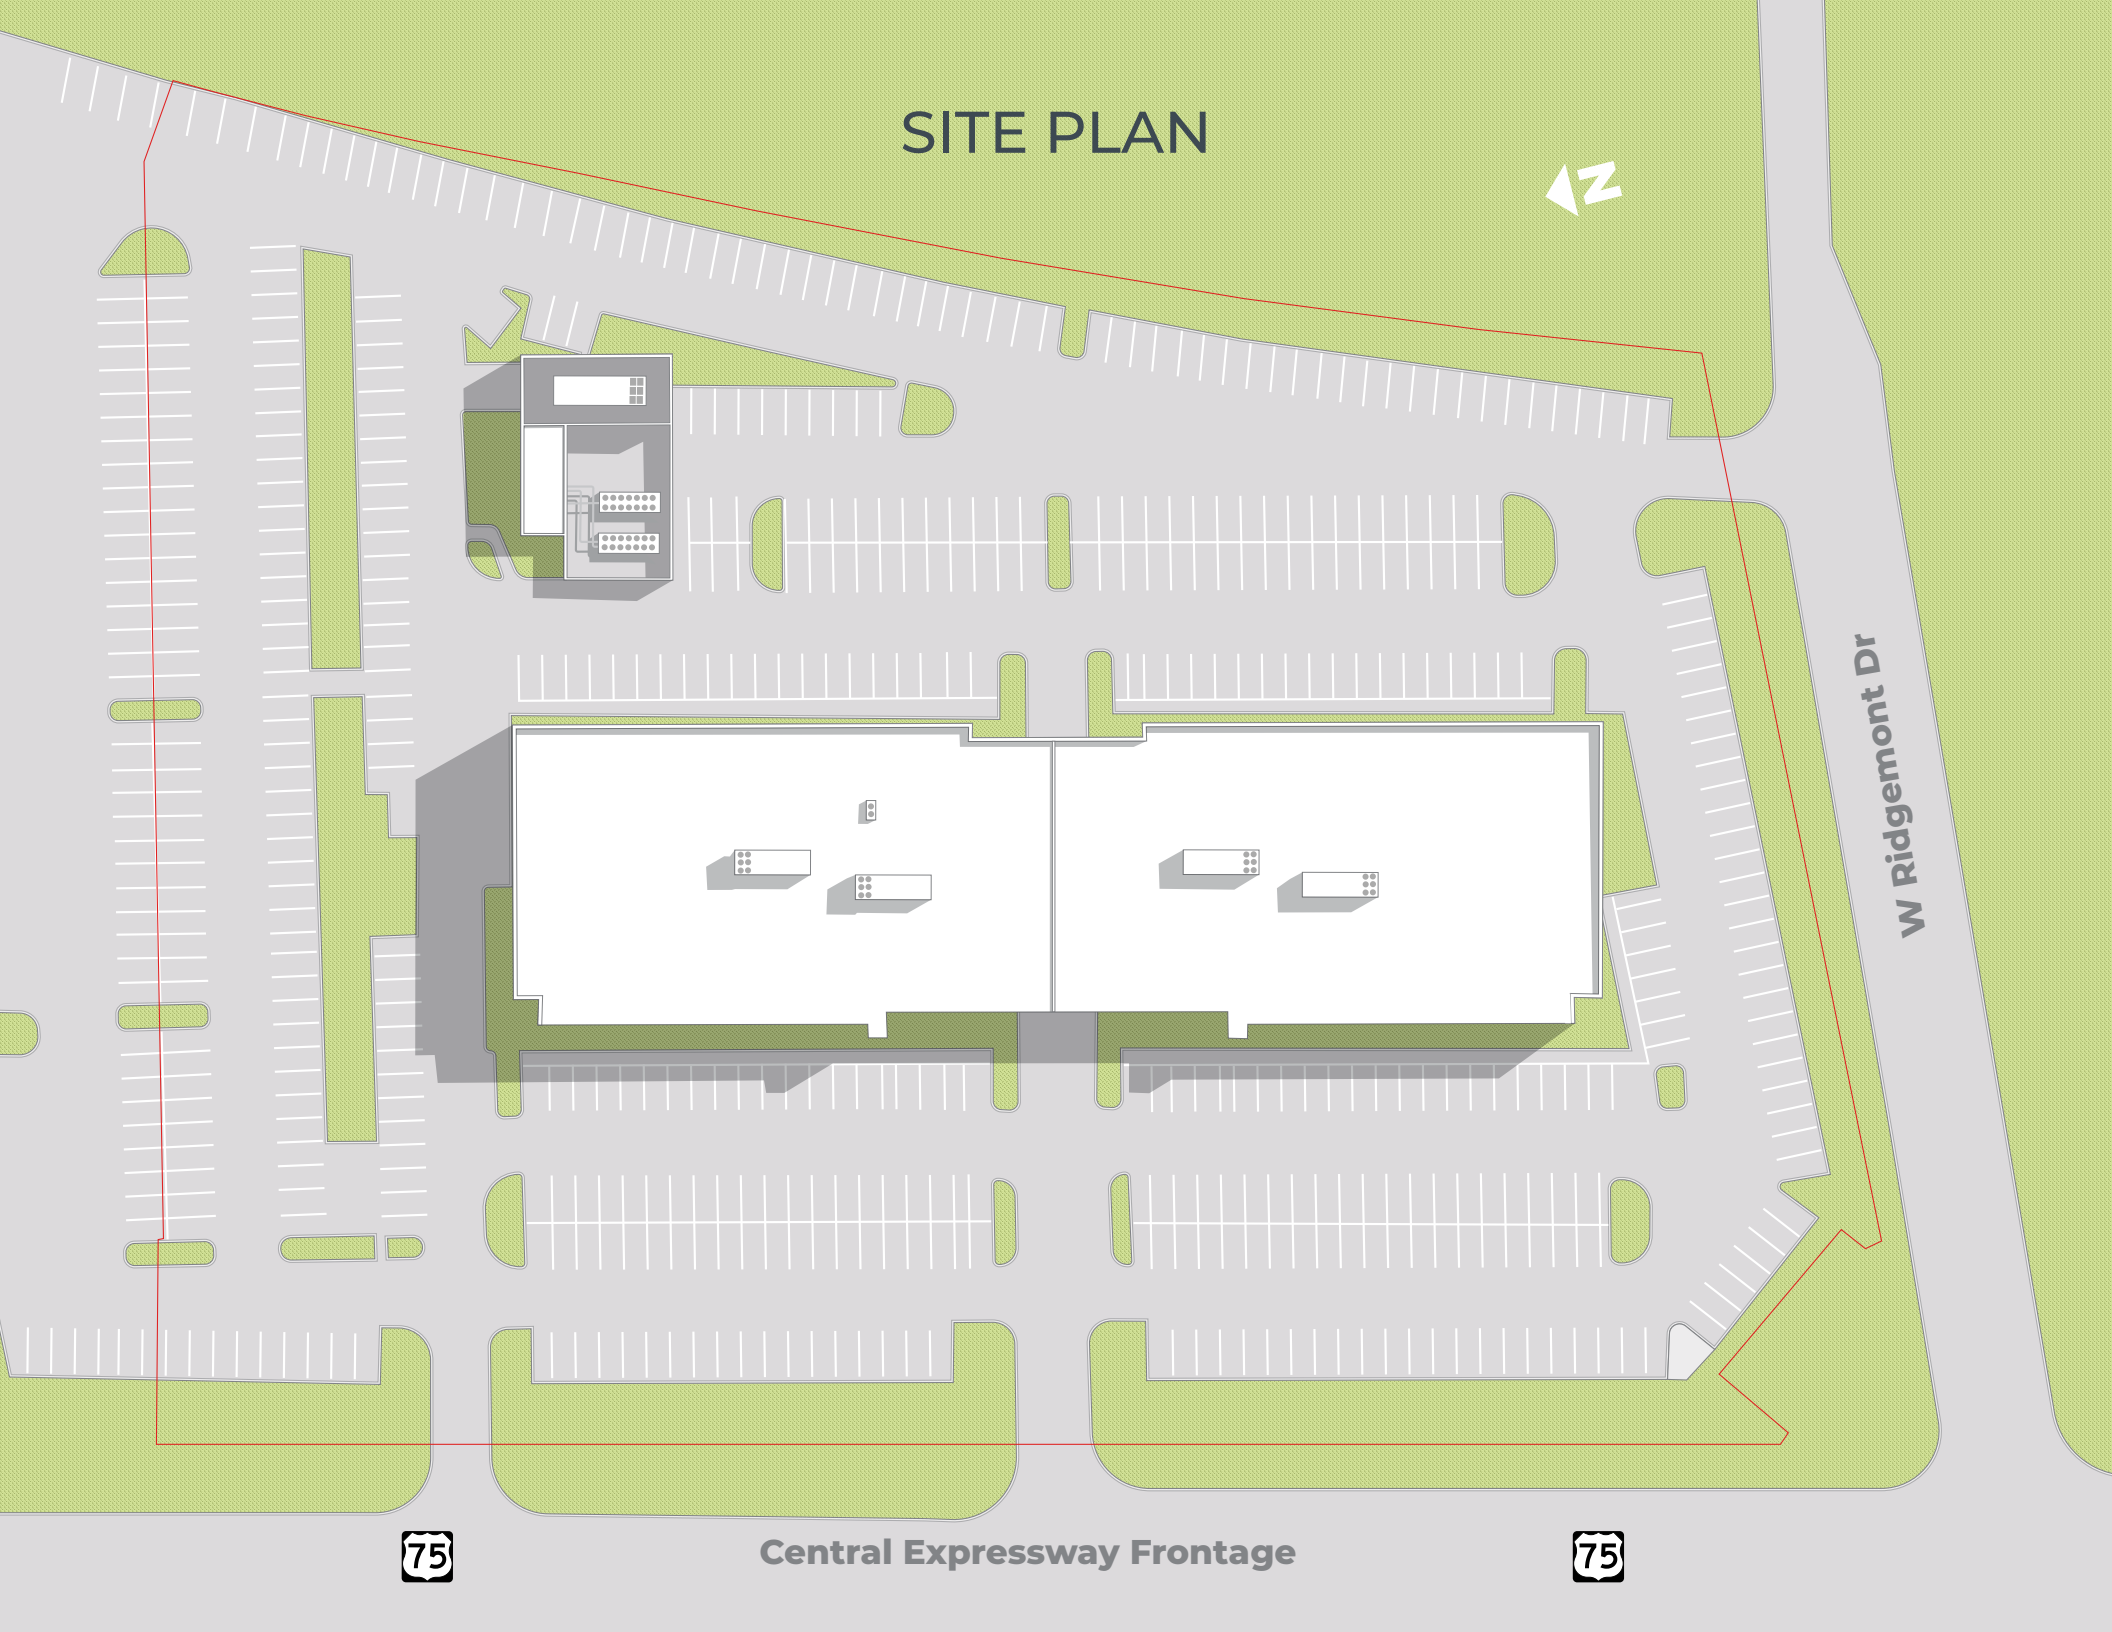 SITE PLAN
N
W Ridgemont Dr
75
Central Expressway Frontage
75